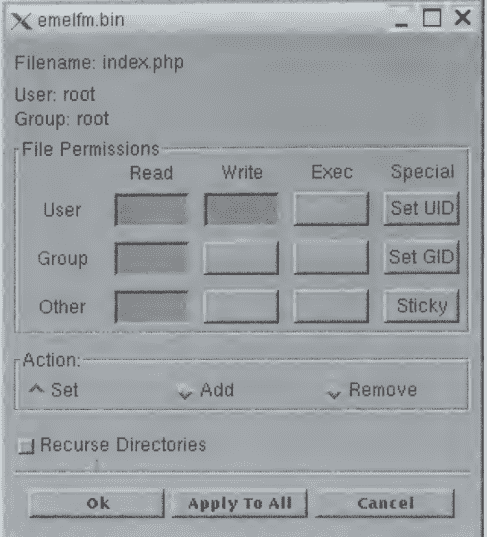 emelfm.bin
Filename: index.php
User: root
Group: root
File Permissions
Read Write Exec Special
User Set UID
Group Set GID
Other Sticky
Action:
Set Add Remove
Recurse Directories
Ok Apply To All Cancel